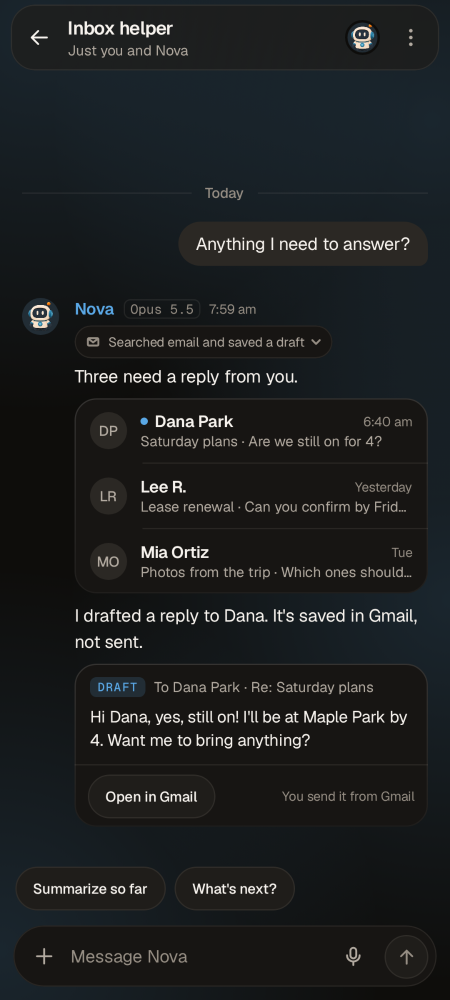 Inbox helper
Just you and Nova
Today
Anything I need to answer?
Nova Opus 5.5 7:59 am
Searched email and saved a draft
Three need a reply from you.
DP
Dana Park 6:40 am
Saturday plans · Are we still on for 4?
LR
Lee R. Yesterday
Lease renewal · Can you confirm by Frid…
MO
Mia Ortiz Tue
Photos from the trip · Which ones should…
I drafted a reply to Dana. It's saved in Gmail,
not sent.
DRAFT To Dana Park · Re: Saturday plans
Hi Dana, yes, still on! I'll be at Maple Park by
4. Want me to bring anything?
Open in Gmail You send it from Gmail
Summarize so far What's next?
Message Nova